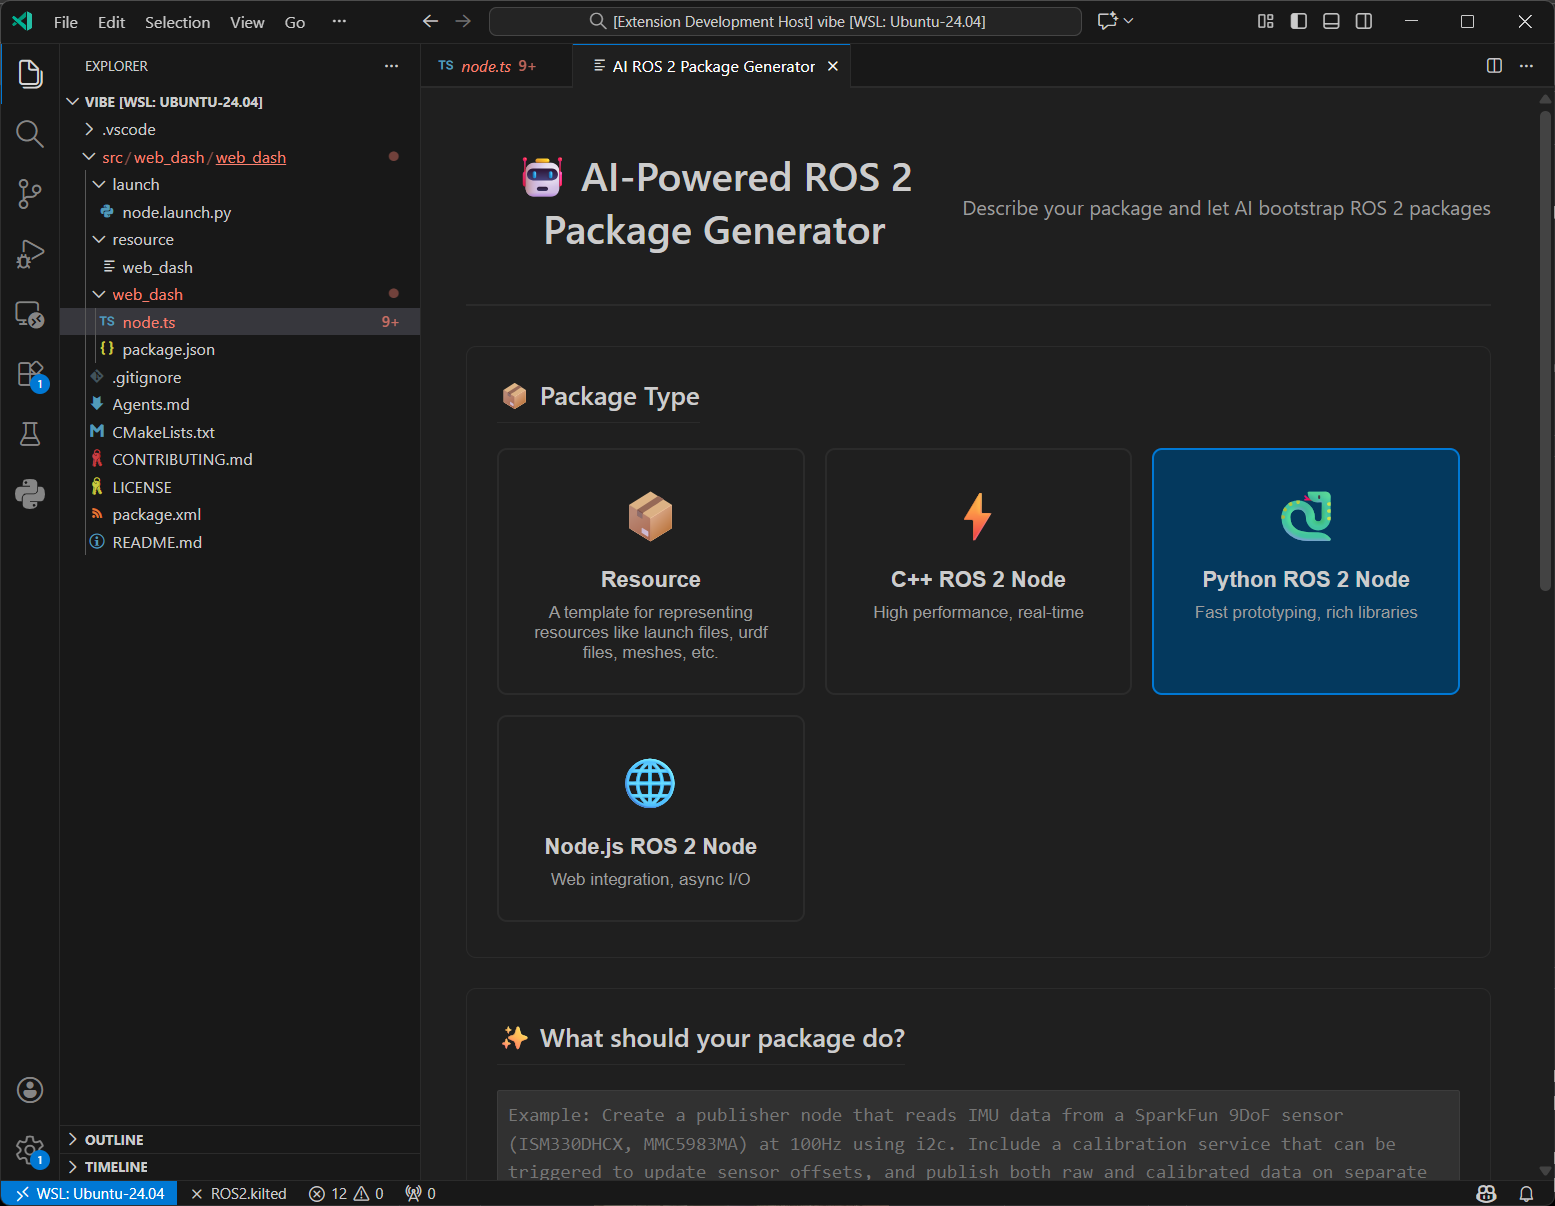 File Edit Selection View Go ···
[Extension Development Host] vibe [WSL: Ubuntu-24.04]
EXPLORER
VIBE [WSL: UBUNTU-24.04]
.vscode
src/web_dash/web_dash
launch
node.launch.py
resource
web_dash
web_dash
TS node.ts 9+
{} package.json
.gitignore
Agents.md
CMakeLists.txt
CONTRIBUTING.md
LICENSE
package.xml
README.md
1
OUTLINE
1
TIMELINE
TS node.ts 9+
AI ROS 2 Package Generator
AI-Powered ROS 2
Package Generator
Describe your package and let AI bootstrap ROS 2 packages
Package Type
Resource
A template for representing
resources like launch files, urdf
files, meshes, etc.
C++ ROS 2 Node
High performance, real-time
Python ROS 2 Node
Fast prototyping, rich libraries
Node.js ROS 2 Node
Web integration, async I/O
What should your package do?
Example: Create a publisher node that reads IMU data from a SparkFun 9DoF sensor
(ISM330DHCX, MMC5983MA) at 100Hz using i2c. Include a calibration service that can be
triggered to update sensor offsets, and publish both raw and calibrated data on separate
WSL: Ubuntu-24.04 ROS2.kilted 12 0 0